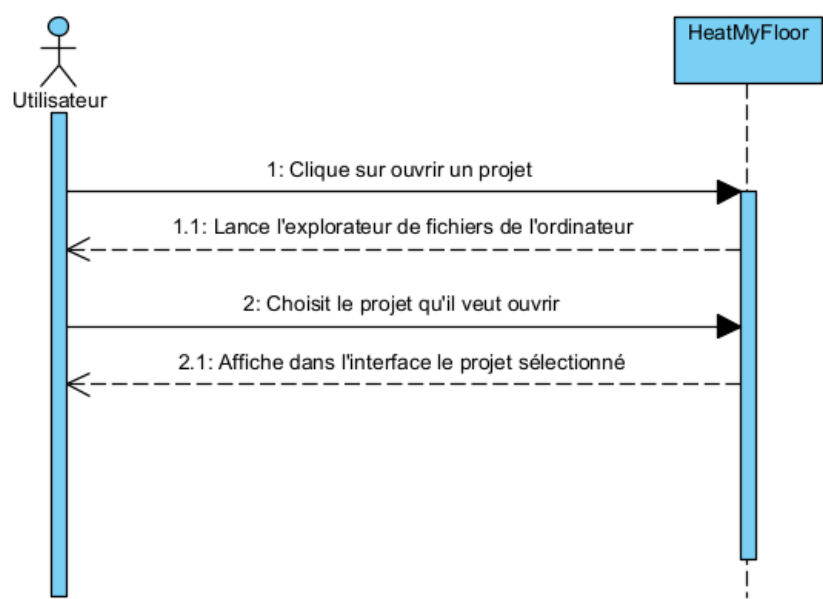 HeatMyFloor
Utilisateur
1: Clique sur ouvrir un projet
1.1: Lance l'explorateur de fichiers de l'ordinateur
2: Choisit le projet qu'il veut ouvrir
2.1: Affiche dans l'interface le projet sélectionné